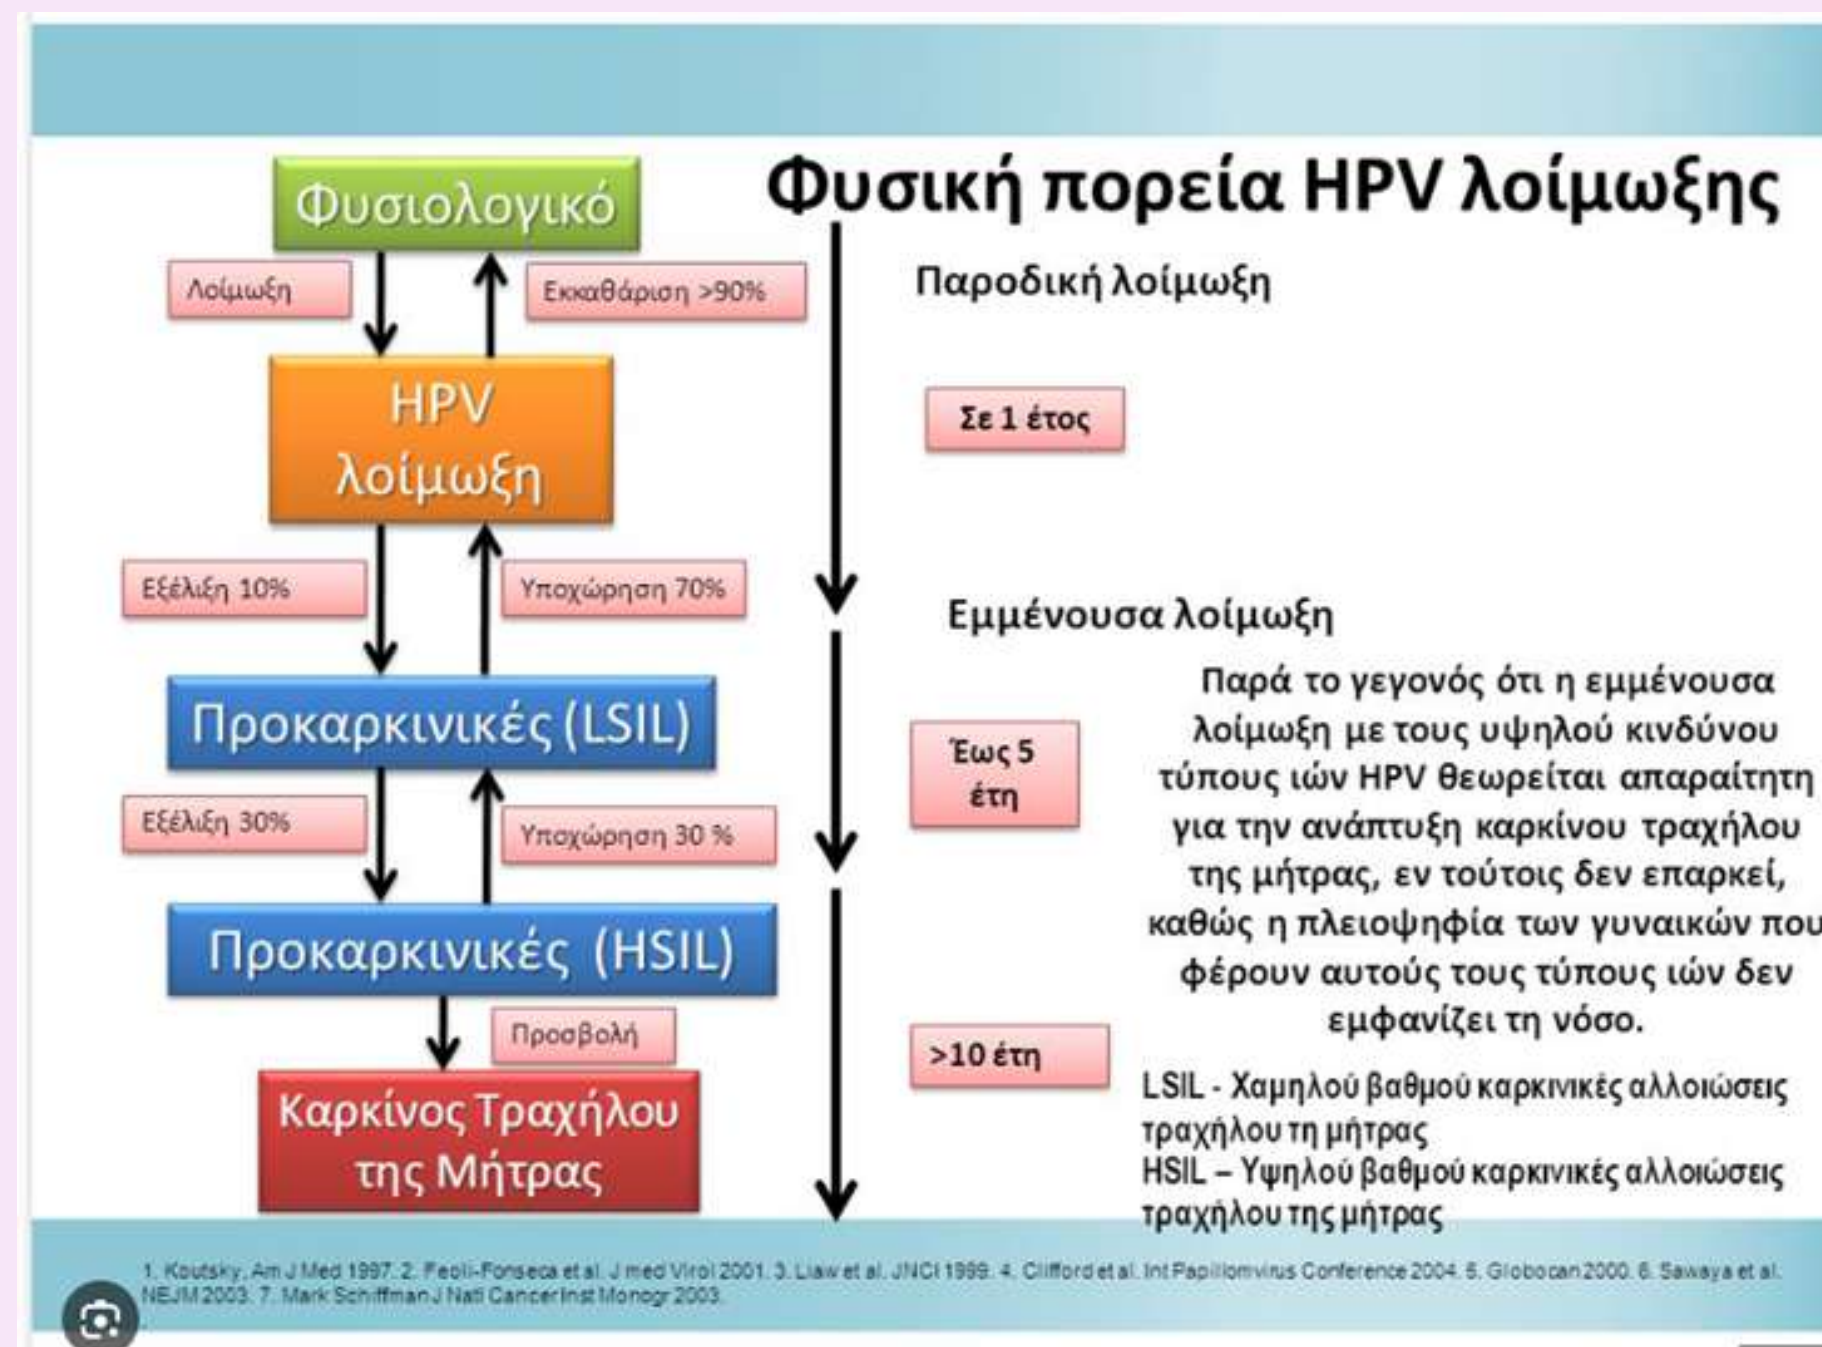 Φυσική πορεία HPV λοίμωξης
Φυσιολογικό
Λοίμωξη
Εκκαθάριση >90%
HPV
λοίμωξη
Εξέλιξη 10%
Υποχώρηση 70%
Προκαρκινικές (LSIL)
Εξέλιξη 30%
Υποχώρηση 30 %
Προκαρκινικές (HSIL)
Προσβολή
Καρκίνος Τραχήλου
της Μήτρας
Παροδική λοίμωξη
Σε 1 έτος
Εμμένουσα λοίμωξη
Έως 5
έτη
>10 έτη
Παρά το γεγονός ότι η εμμένουσα
λοίμωξη με τους υψηλού κινδύνου
τύπους ιών HPV θεωρείται απαραίτητη
για την ανάπτυξη καρκίνου τραχήλου
της μήτρας, εν τούτοις δεν επαρκεί,
καθώς η πλειοψηφία των γυναικών που
φέρουν αυτούς τους τύπους ιών δεν
εμφανίζει τη νόσο.
LSIL - Χαμηλού βαθμού καρκινικές αλλοιώσεις
τραχήλου τη μήτρας
HSIL – Υψηλού βαθμού καρκινικές αλλοιώσεις
τραχήλου της μήτρας
1. Koutsky, Am J Med 1997. 2. Feoli-Fonseca et al. J med Virol 2001. 3. Liaw et al. JNCI 1999. 4. Clifford et al. Int Papillomvirus Conference 2004. 5. Globocan 2000. 6. Sawaya et al.
NEJM 2003. 7. Mark Schiffman J Natl Cancer Inst Monogr 2003.